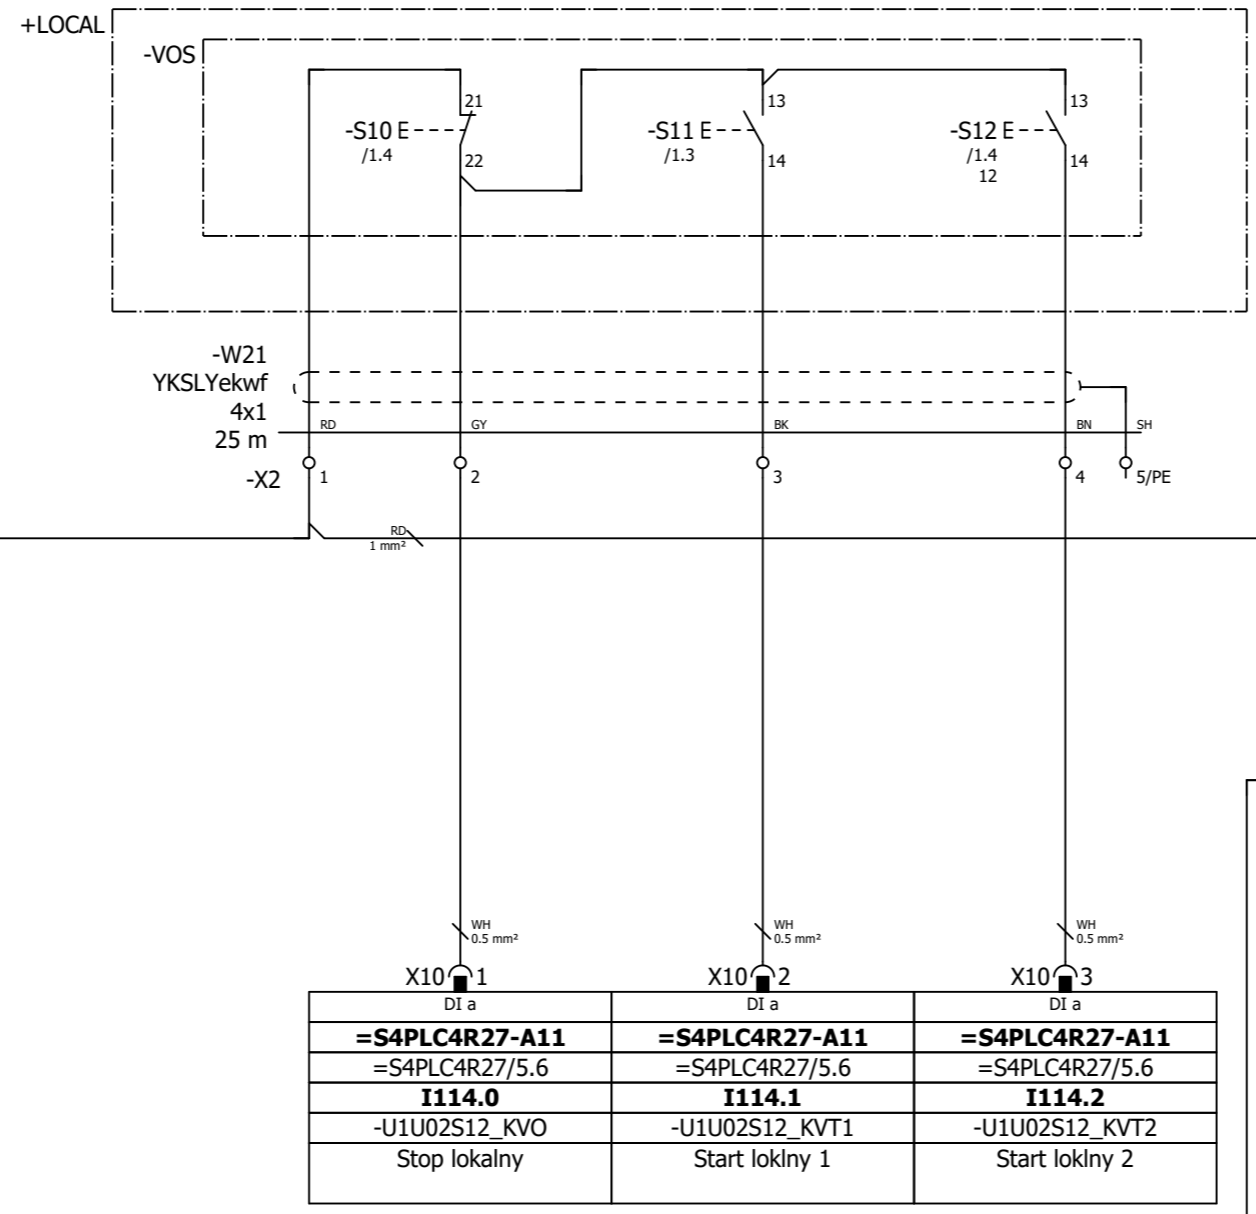 +LOCAL
-VOS
21
13
13
-S10 E
-S11 E
-S12 E
/1.4
/1.3
/1.4
22
14
14
12
-W21
YKSLYekwf
4x1
25 m
RD
GY
BK
BN
SH
-X2
1
2
3
4
5/PE
RD
1 mm²
WH
0.5 mm²
WH
0.5 mm²
WH
0.5 mm²
X10 1
X10 2
X10 3
DI a
DI a
DI a
=S4PLC4R27-A11
=S4PLC4R27-A11
=S4PLC4R27-A11
=S4PLC4R27/5.6
=S4PLC4R27/5.6
=S4PLC4R27/5.6
I114.0
I114.1
I114.2
-U1U02S12_KVO
-U1U02S12_KVT1
-U1U02S12_KVT2
Stop lokalny
Start loklny 1
Start loklny 2